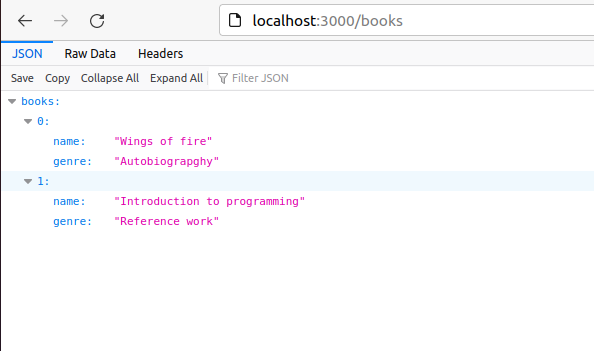 localhost:3000/books
JSON Raw Data Headers
Save Copy Collapse All Expand All Filter JSON
books:
0:
name: "Wings of fire"
genre: "Autobiograpghy"
1:
name: "Introduction to programming"
genre: "Reference work"